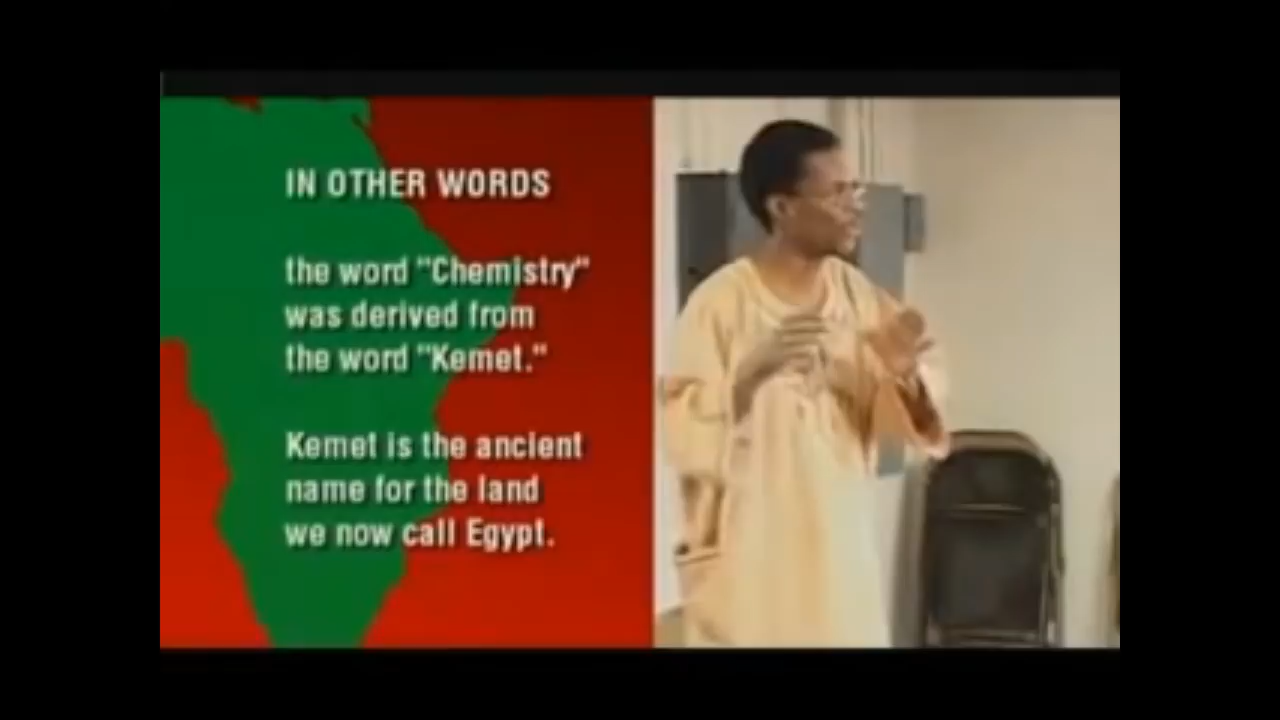 IN OTHER WORDS
the word "Chemistry"
was derived from
the word "Kemet."
Kemet is the ancient
name for the land
we now call Egypt.